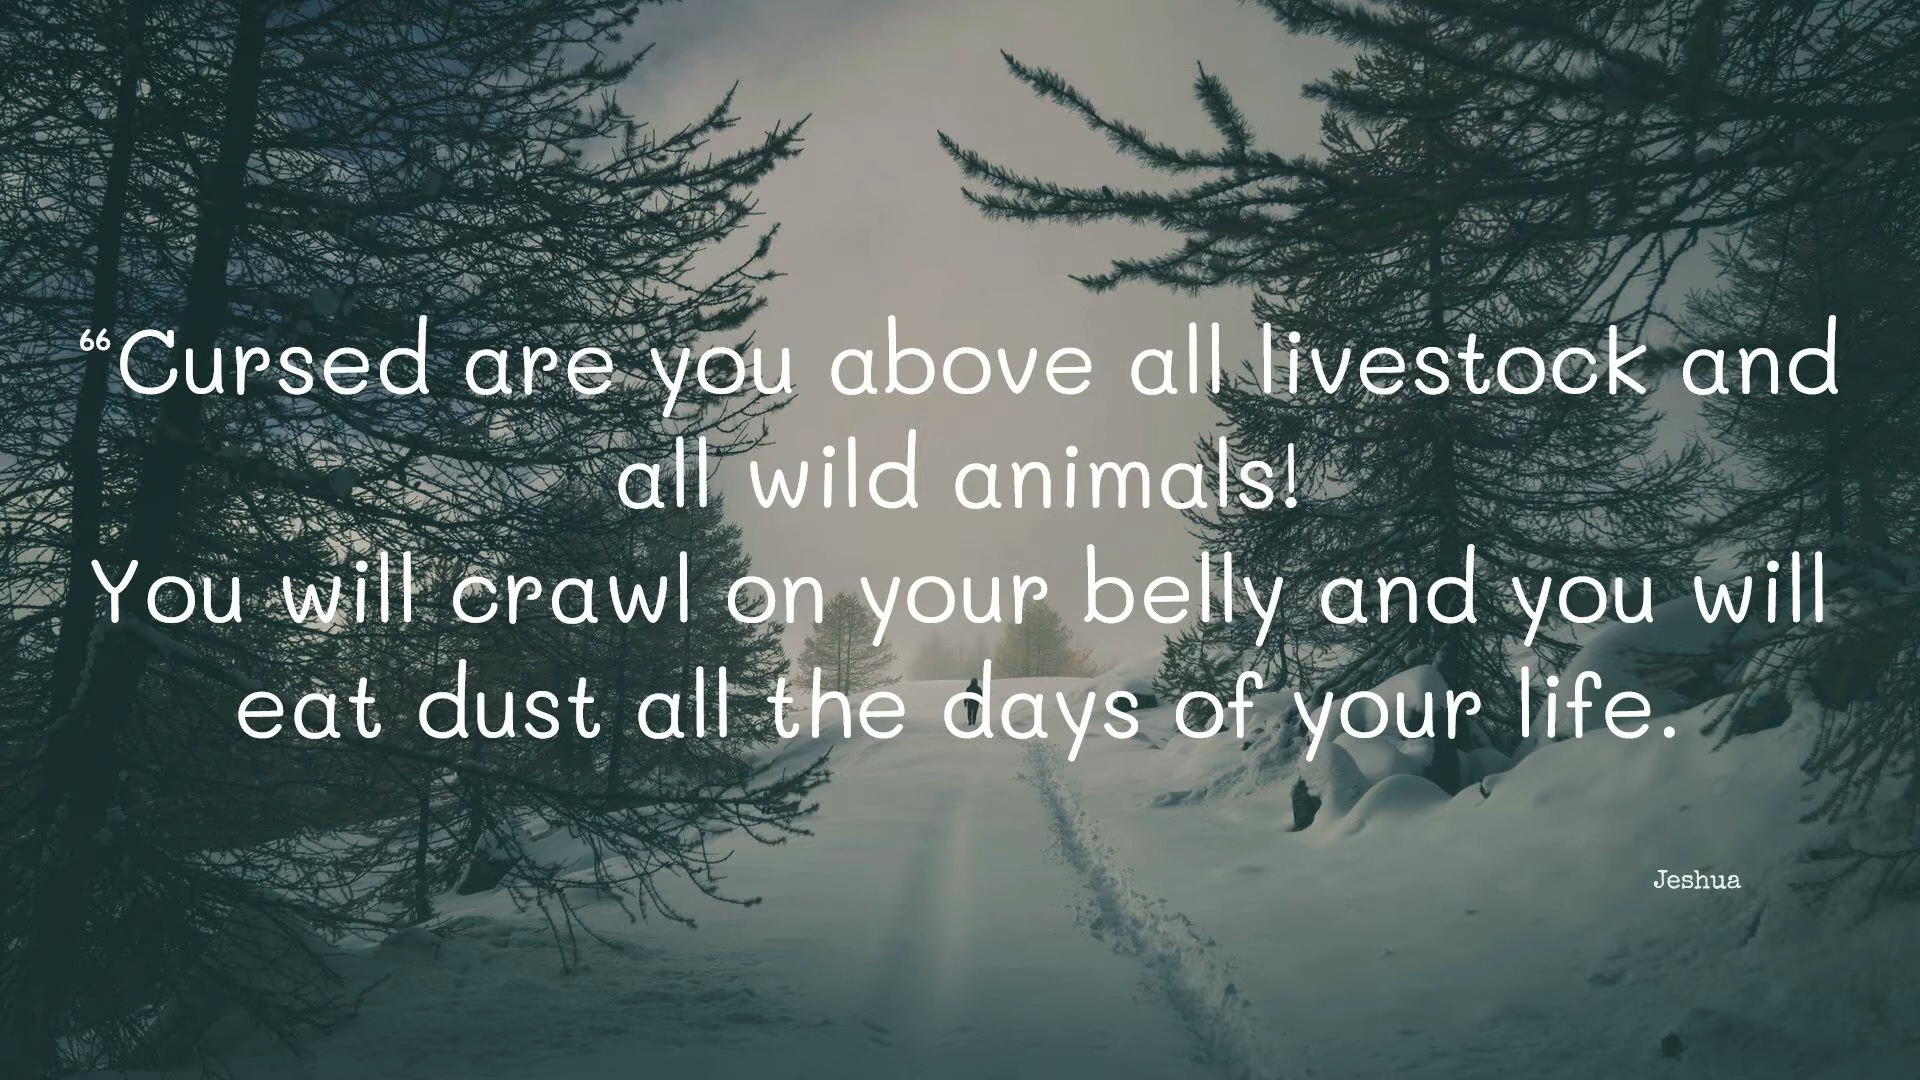 “Cursed are you above all livestock and
all wild animals!
You will crawl on your belly and you will
eat dust all the days of your life.
Jeshua